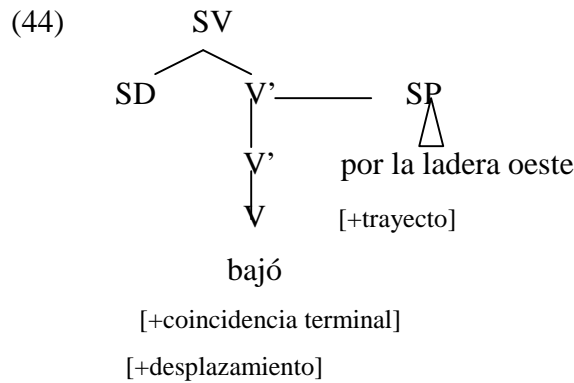 (44) SV
SD V’ SP
V’ por la ladera oeste
V [+trayecto]
bajó
[+coincidencia terminal]
[+desplazamiento]